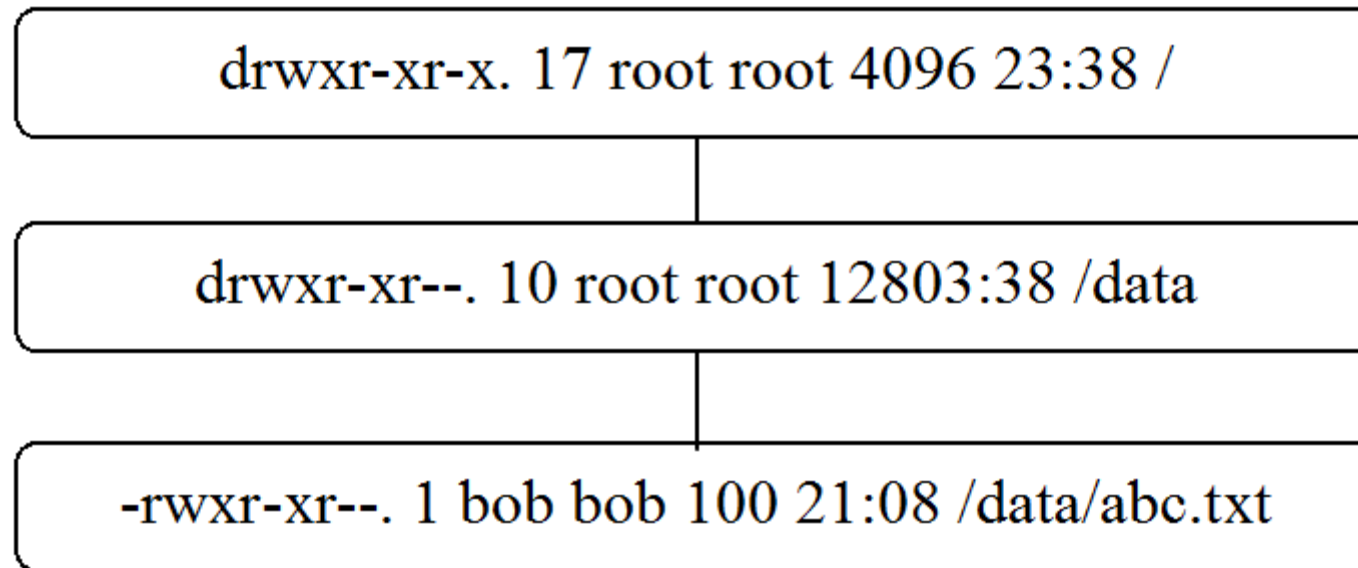 drwxr-xr-x. 17 root root 4096 23:38 /
drwxr-xr--. 10 root root 12803:38 /data
-rwxr-xr--. 1 bob bob 100 21:08 /data/abc.txt